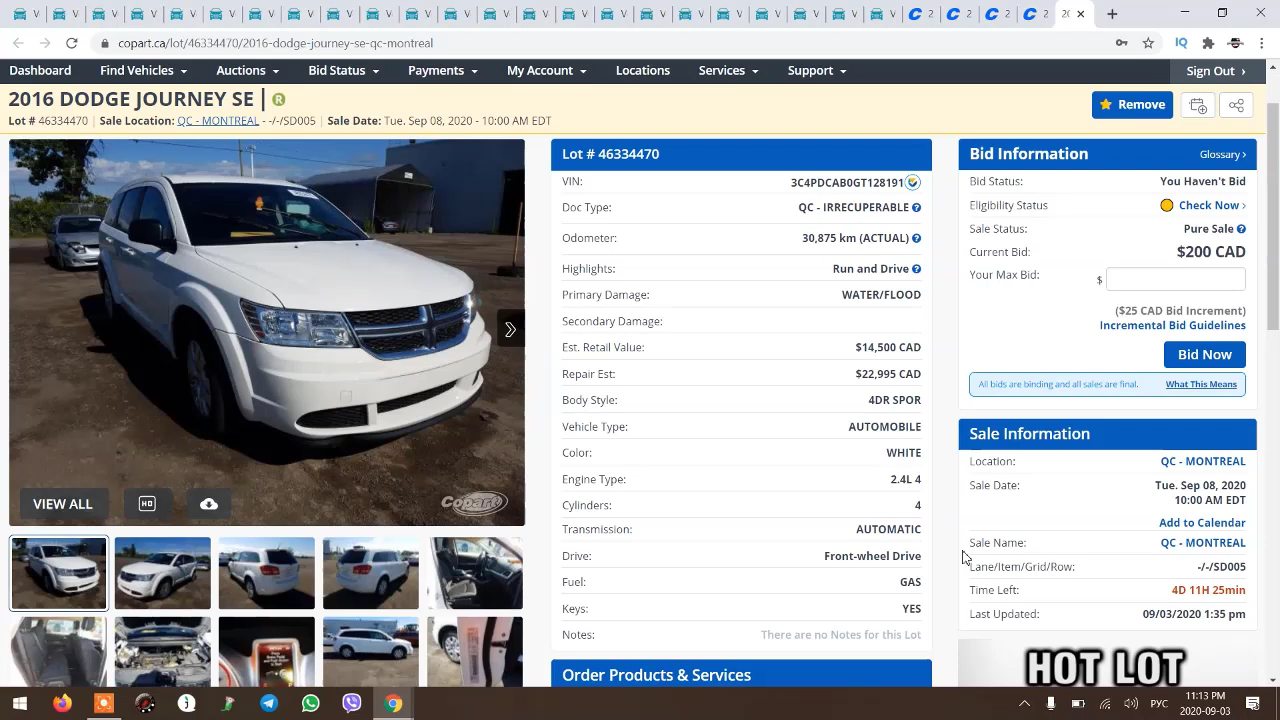 2
2
2
2
20
copart.ca/lot/46334470/2016-dodge-journey-se-qc-montreal
Dashboard Find Vehicles Auctions Bid Status Payments My Account Locations Services Support Sign Out
2016 DODGE JOURNEY SE | R
Lot # 46334470 | Sale Location: QC - MONTREAL - -/-/SD005 | Sale Date: Tue. Sep 08, 2020 - 10:00 AM EDT
Remove
VIEW ALL
HD
Copart
Lot # 46334470
VIN: 3C4PDCAB0GT128191
Doc Type: QC - IRRECUPERABLE
Odometer: 30,875 km (ACTUAL)
Highlights: Run and Drive
Primary Damage: WATER/FLOOD
Secondary Damage:
Est. Retail Value: $14,500 CAD
Repair Est: $22,995 CAD
Body Style: 4DR SPOR
Vehicle Type: AUTOMOBILE
Color: WHITE
Engine Type: 2.4L 4
Cylinders: 4
Transmission: AUTOMATIC
Drive: Front-wheel Drive
Fuel: GAS
Keys: YES
Notes: There are no Notes for this Lot
Order Products & Services
Bid Information Glossary
Bid Status: You Haven't Bid
Eligibility Status Check Now
Sale Status: Pure Sale
Current Bid: $200 CAD
Your Max Bid: $
($25 CAD Bid Increment)
Incremental Bid Guidelines
Bid Now
All bids are binding and all sales are final. What This Means
Sale Information
Location: QC - MONTREAL
Sale Date: Tue. Sep 08, 2020
10:00 AM EDT
Add to Calendar
Sale Name: QC - MONTREAL
Lane/Item/Grid/Row: -/-/SD005
Time Left: 4D 11H 25min
Last Updated: 09/03/2020 1:35 pm
HOT LOT
РУС
11:13 PM
2020-09-03